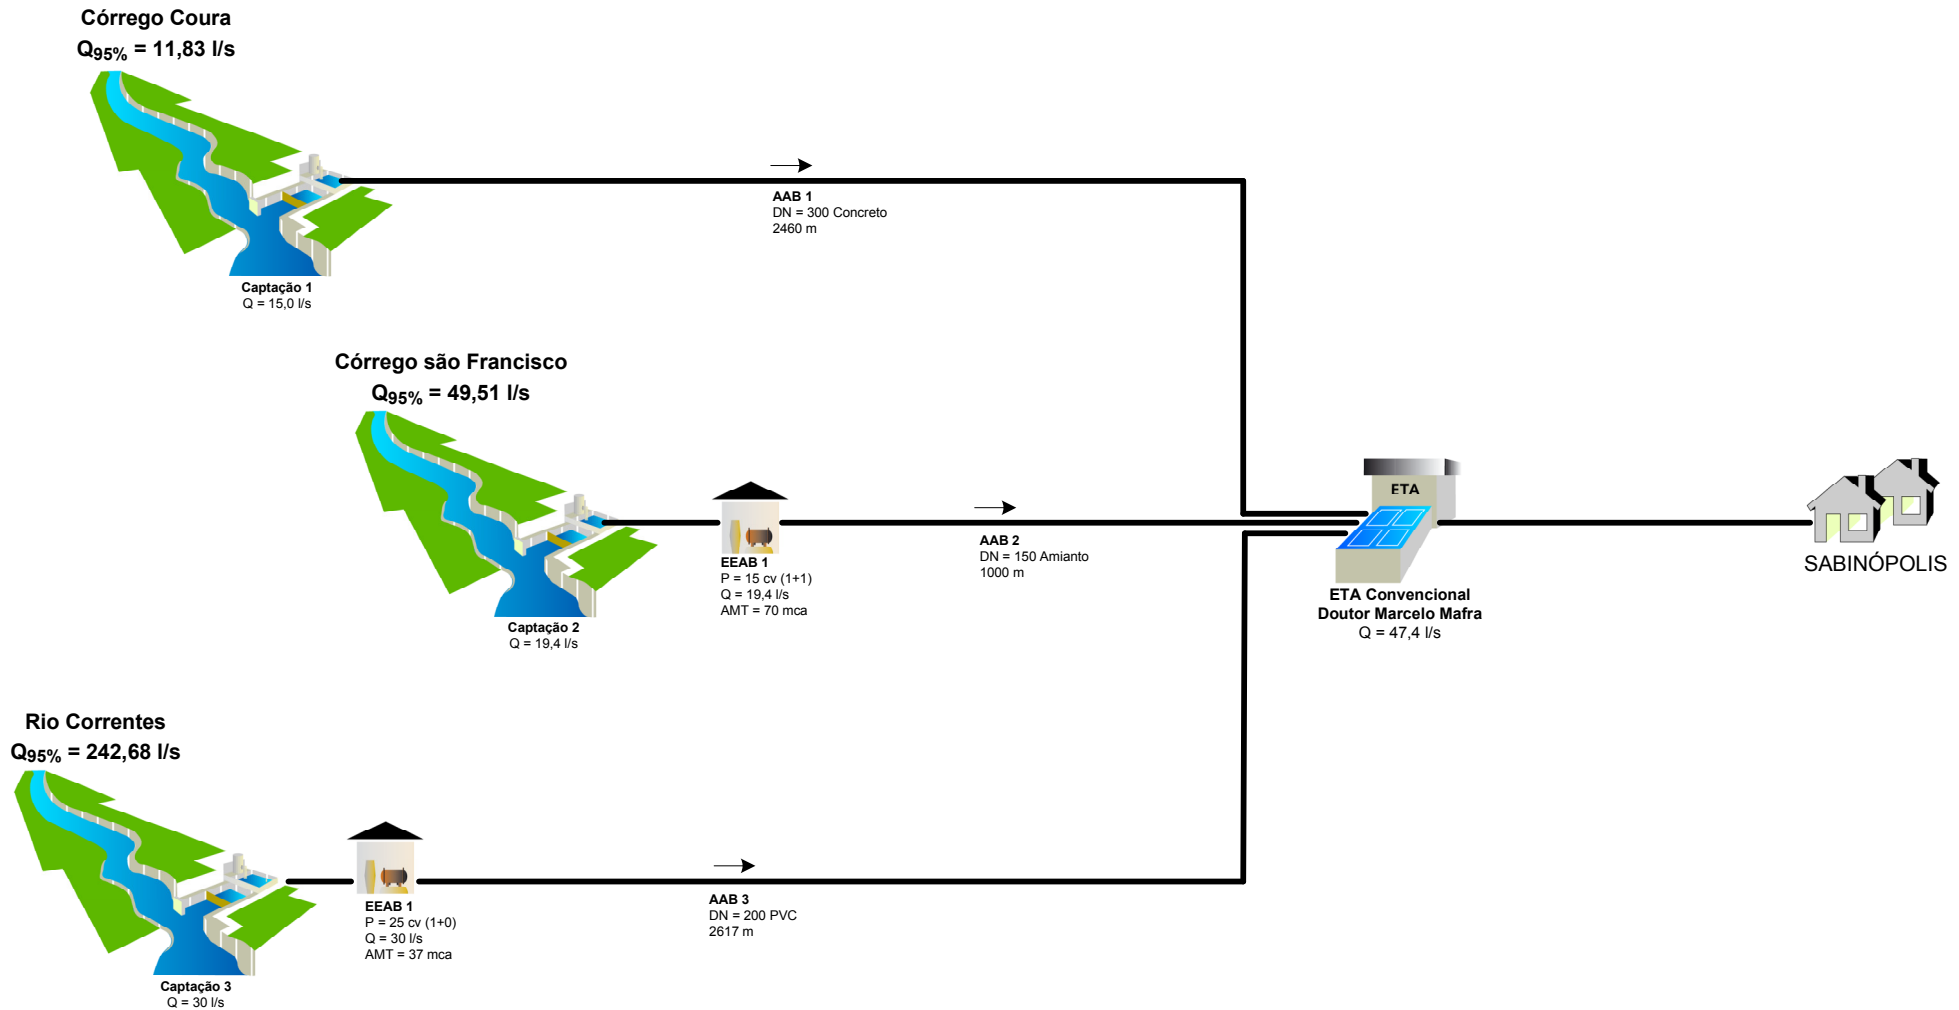 Córrego Coura
Q95% = 11,83 l/s
AAB 1
DN = 300 Concreto
2460 m
Captação 1
Q = 15,0 l/s
Córrego são Francisco
Q95% = 49,51 l/s
ETA
EEAB 1
P = 15 cv (1+1)
Q = 19,4 l/s
AMT = 70 mca
AAB 2
DN = 150 Amianto
1000 m
SABINÓPOLIS
ETA Convencional
Doutor Marcelo Mafra
Q = 47,4 l/s
Captação 2
Q = 19,4 l/s
Rio Correntes
Q95% = 242,68 l/s
EEAB 1
P = 25 cv (1+0)
Q = 30 l/s
AMT = 37 mca
AAB 3
DN = 200 PVC
2617 m
Captação 3
Q = 30 l/s